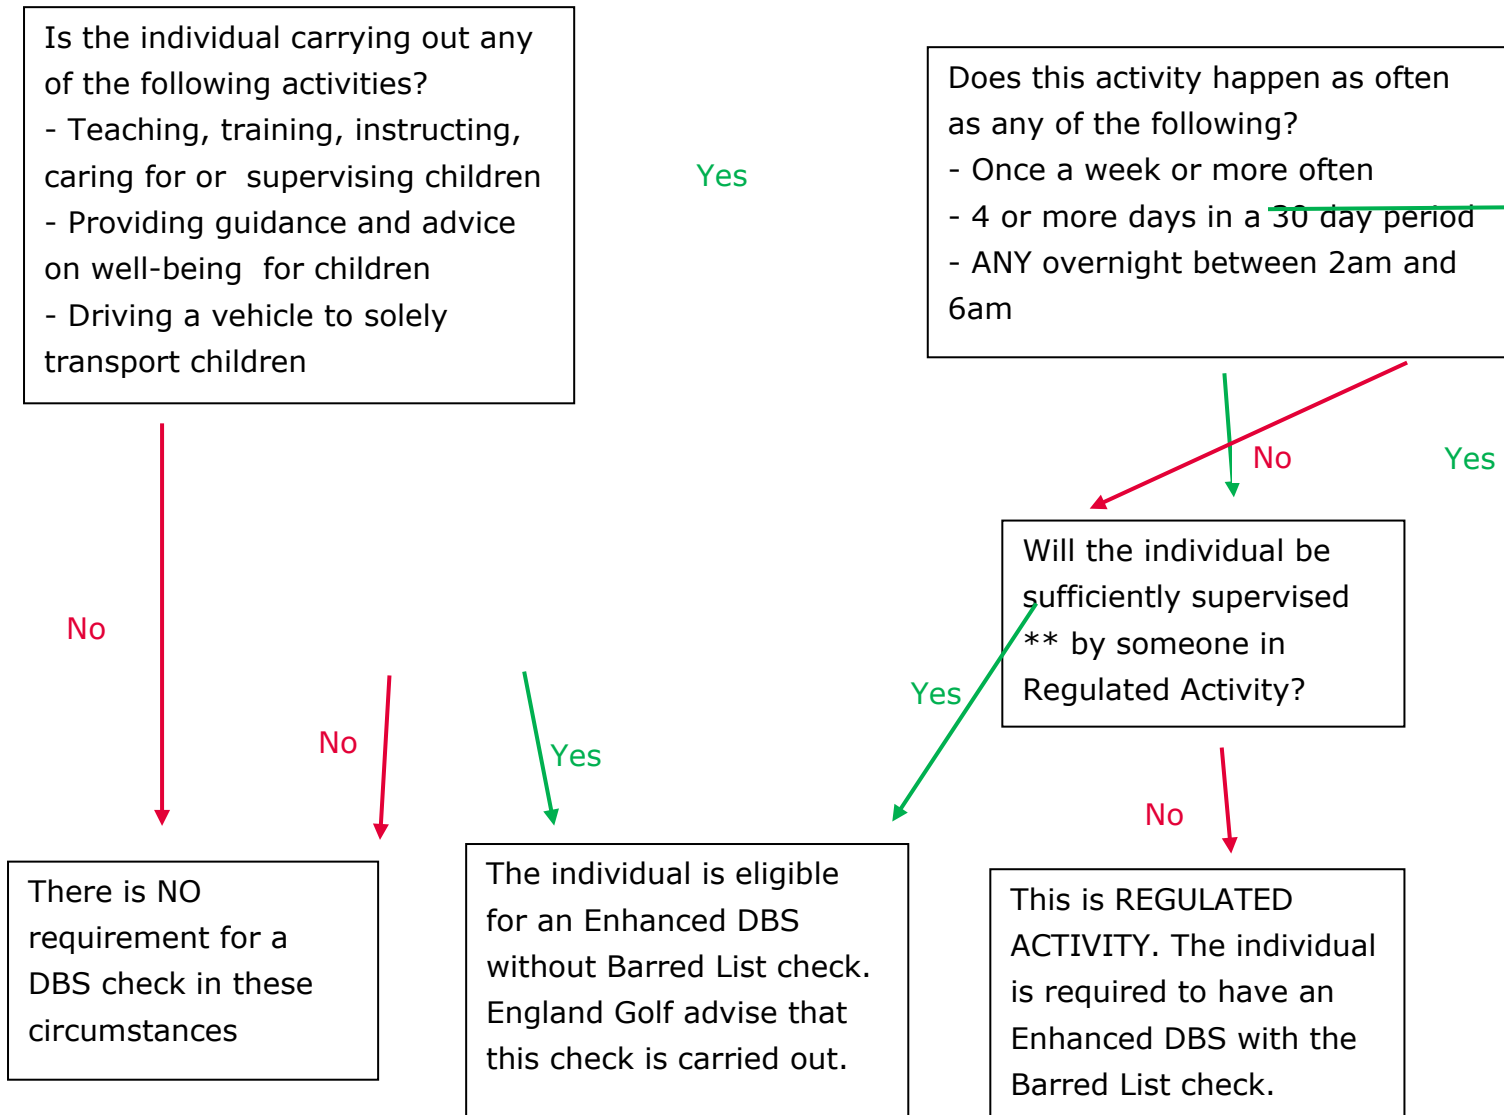 Is the individual carrying out any
of the following activities?
- Teaching, training, instructing,
caring for or  supervising children
- Providing guidance and advice
on well-being  for children
- Driving a vehicle to solely
transport children
Yes
Does this activity happen as often
as any of the following?
- Once a week or more often
- 4 or more days in a 30 day period
- ANY overnight between 2am and
6am
No
Yes
Will the individual be
sufficiently supervised
** by someone in
Regulated Activity?
No
Yes
No
Yes
No
There is NO
requirement for a
DBS check in these
circumstances
The individual is eligible
for an Enhanced DBS
without Barred List check.
England Golf advise that
this check is carried out.
This is REGULATED
ACTIVITY. The individual
is required to have an
Enhanced DBS with the
Barred List check.